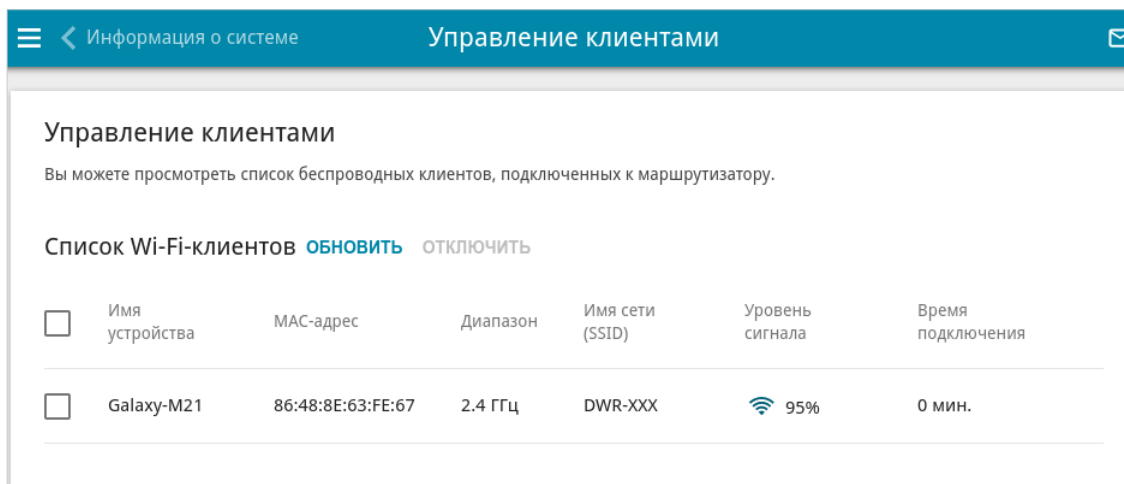 Информация о системе
Управление клиентами
Управление клиентами
Вы можете просмотреть список беспроводных клиентов, подключенных к маршрутизатору.
Список Wi-Fi-клиентов ОБНОВИТЬ ОТКЛЮЧИТЬ
Имя устройства MAC-адрес Диапазон Имя сети (SSID) Уровень сигнала Время подключения
Galaxy-M21 86:48:8E:63:FE:67 2.4 ГГц DWR-XXX 95% 0 мин.